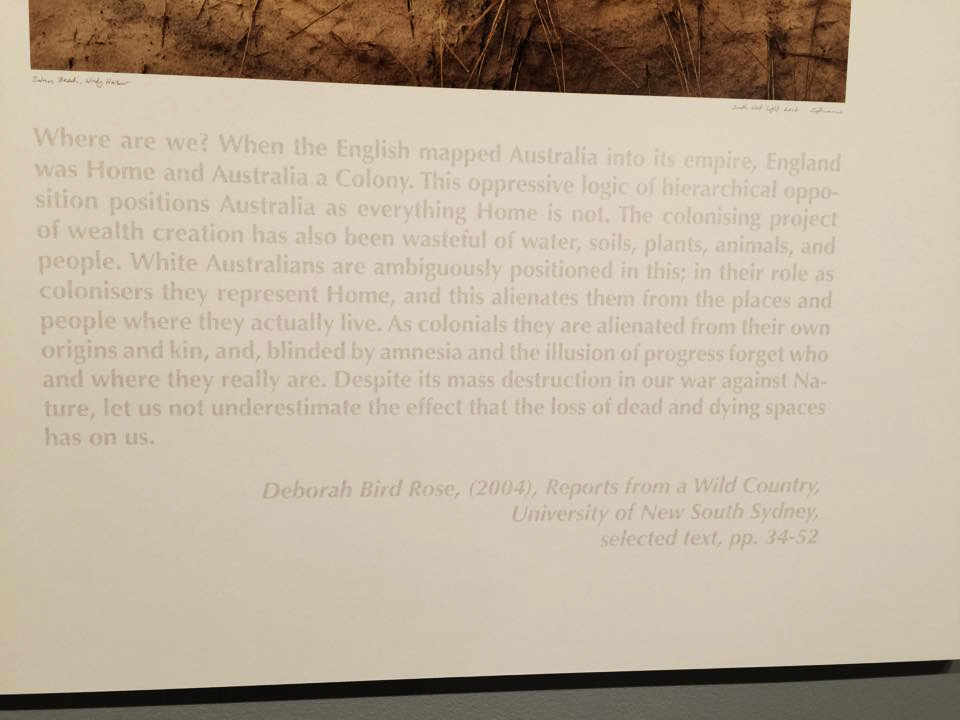 Where are we? When the English mapped Australia into its empire, England
was Home and Australia a Colony. This oppressive logic of hierarchical oppo-
sition positions Australia as everything Home is not. The colonising project
of wealth creation has also been wasteful of water, soils, plants, animals, and
people. White Australians are ambiguously positioned in this; in their role as
colonisers they represent Home, and this alienates them from the places and
people where they actually live. As colonials they are alienated from their own
origins and kin, and, blinded by amnesia and the illusion of progress forget who
and where they really are. Despite its mass destruction in our war against Na-
ture, let us not underestimate the effect that the loss of dead and dying spaces
has on us.
Deborah Bird Rose, (2004), Reports from a Wild Country,
University of New South Sydney,
selected text, pp. 34-52